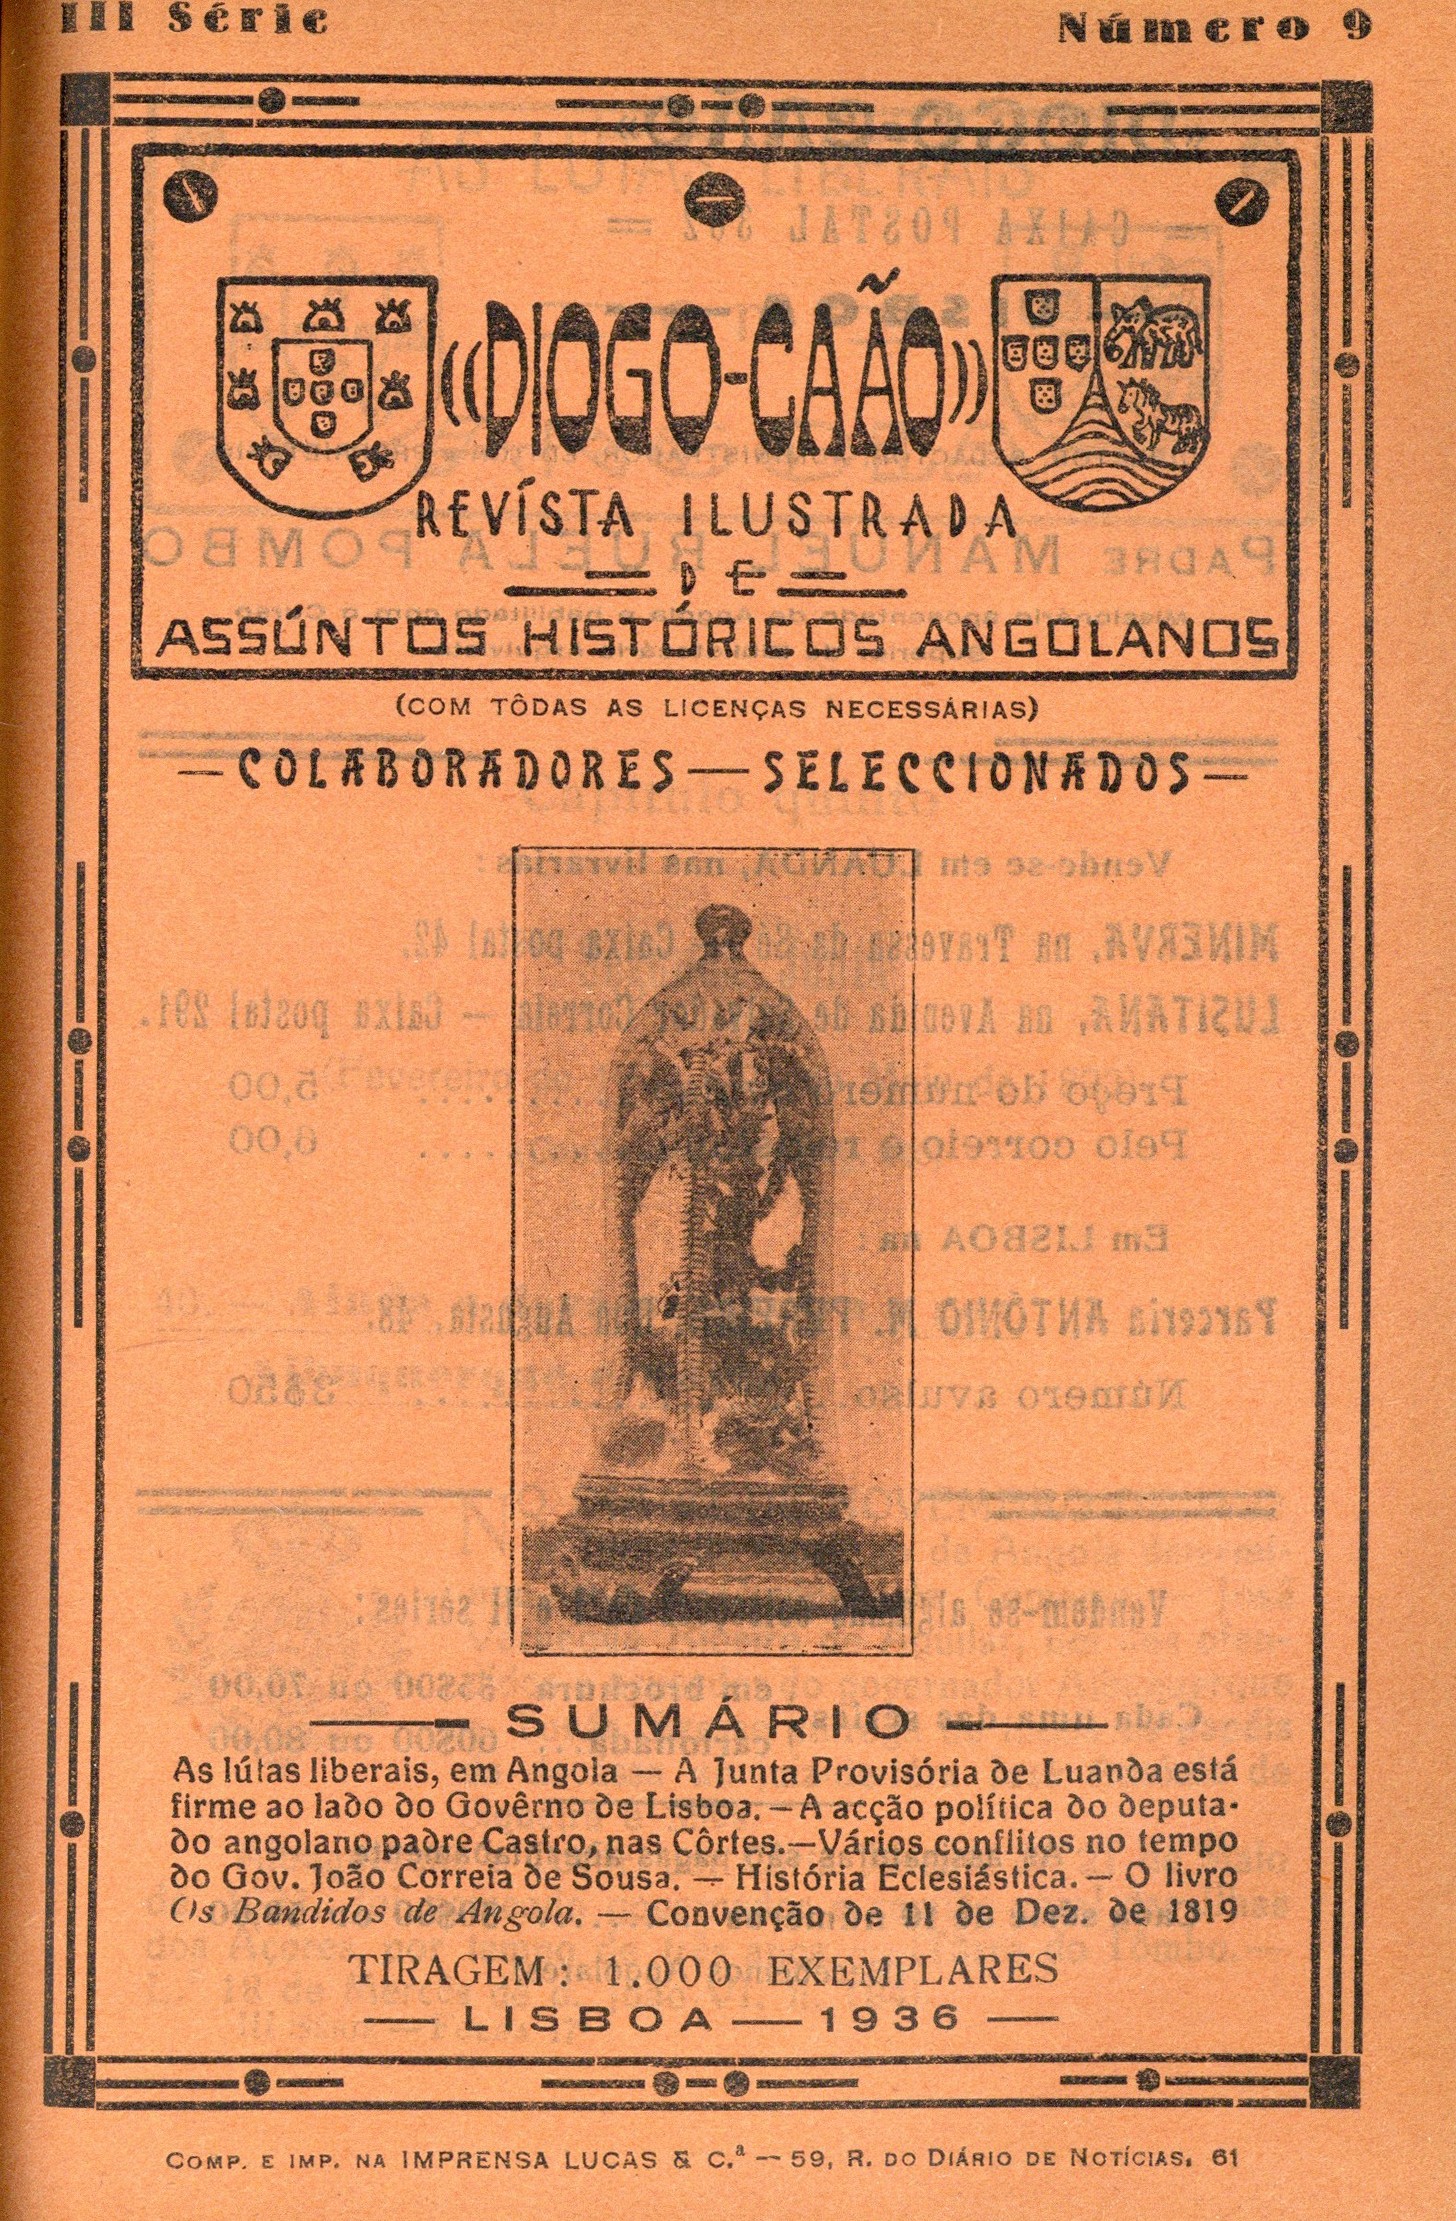 III Série
Número 9
«DIOGO-CAÃO»
REVÍSTA ILUSTRADA
DE
ASSÚNTOS HISTÓRICOS ANGOLANOS
(COM TÔDAS AS LICENÇAS NECESSÁRIAS)
— COLABORADORES — SELECCIONADOS —
SUMÁRIO
As lútas liberais, em Angola — A Junta Provisória de Luanda está
firme ao lado do Govêrno de Lisboa. — A acção política do deputa-
do angolano padre Castro, nas Côrtes. — Vários conflitos no tempo
do Gov. João Correia de Sousa. — História Eclesiástica. — O livro
Os Bandidos de Angola. — Convenção de 11 de Dez. de 1819
TIRAGEM: 1.000 EXEMPLARES
— LISBOA — 1936 —
COMP. E IMP. NA IMPRENSA LUCAS & C.ª — 59, R. DO DIÁRIO DE NOTÍCIAS, 61